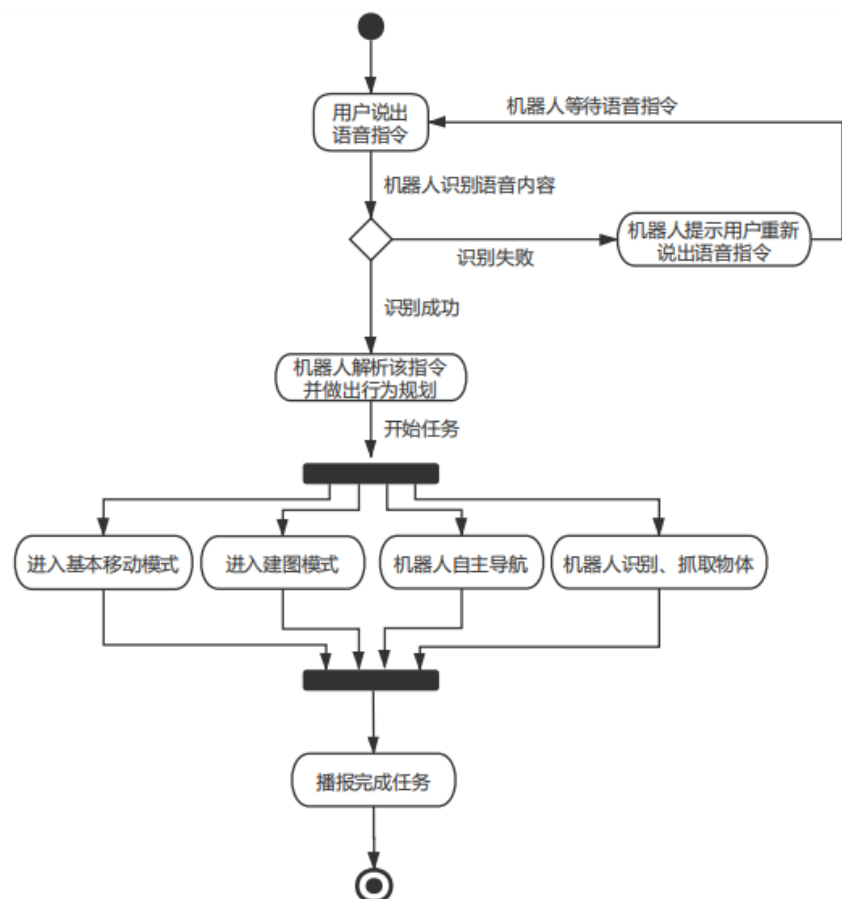 用户说出
语音指令
机器人等待语音指令
机器人识别语音内容
机器人提示用户重新
说出语音指令
识别失败
识别成功
机器人解析该指令
并做出行为规划
开始任务
进入基本移动模式
进入建图模式
机器人自主导航
机器人识别、抓取物体
播报完成任务